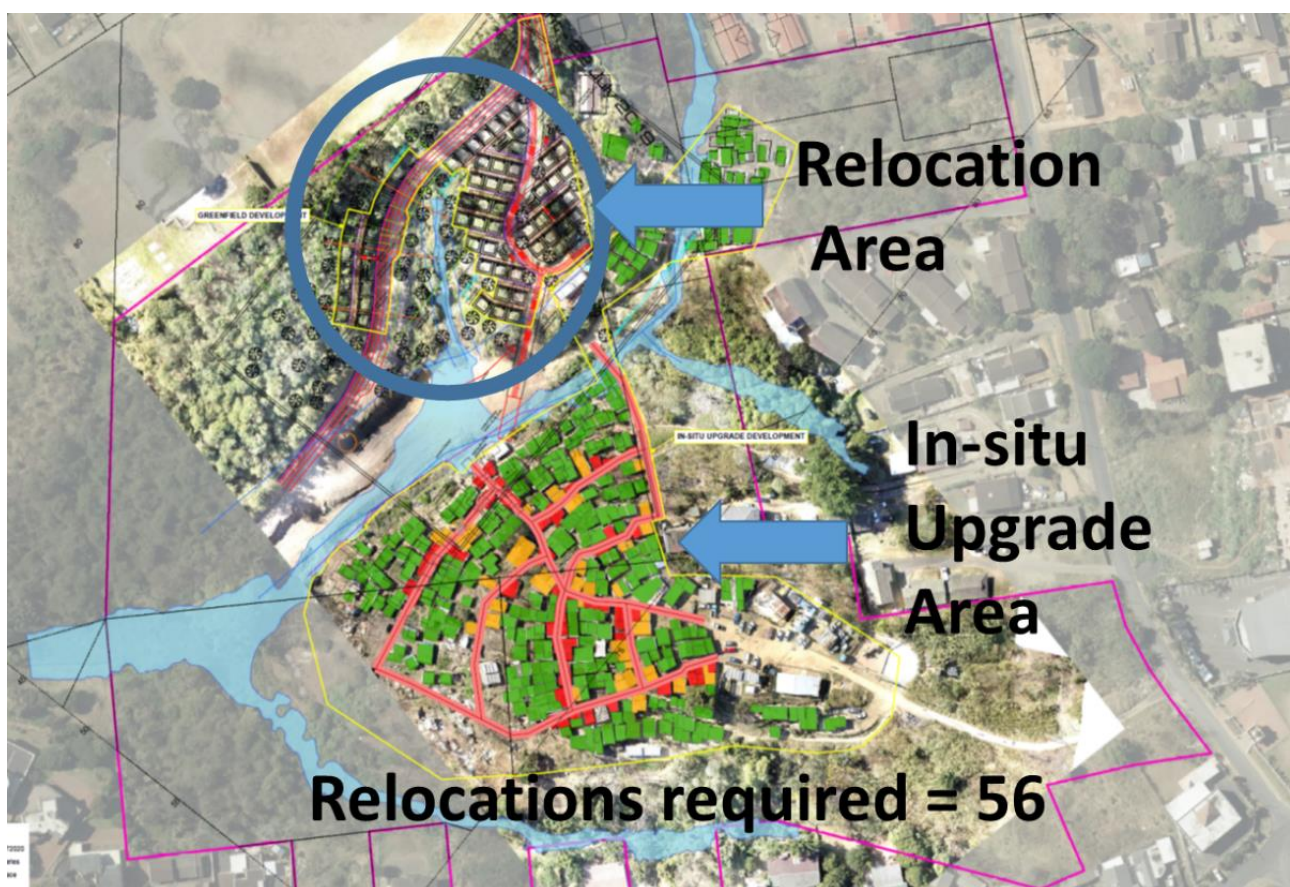 Relocation
Area
GREENFIELD DEVELOPMENT
In-situ
Upgrade
Area
IN-SITU UPGRADE DEVELOPMENT
Relocations required = 56